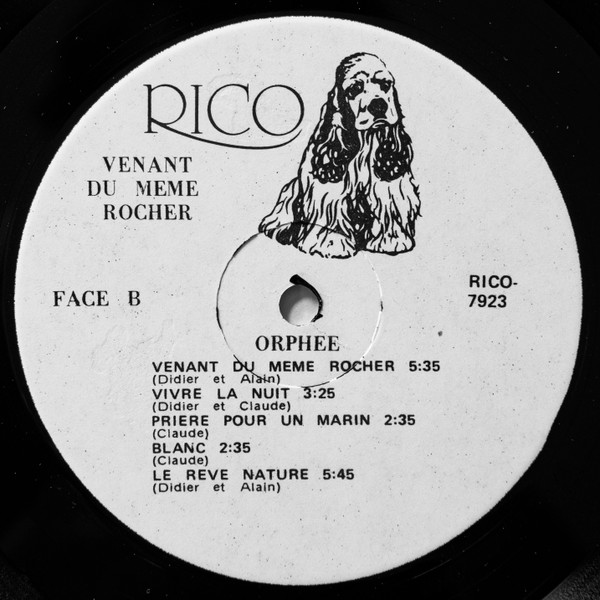 RICO
VENANT
DU MEME
ROCHER
FACE B
RICO-
7923
ORPHEE
VENANT DU MEME ROCHER 5:35
(Didier et Alain)
VIVRE LA NUIT 3:25
(Didier et Claude)
PRIERE POUR UN MARIN 2:35
(Claude)
BLANC 2:35
(Claude)
LE REVE NATURE 5:45
(Didier et Alain)